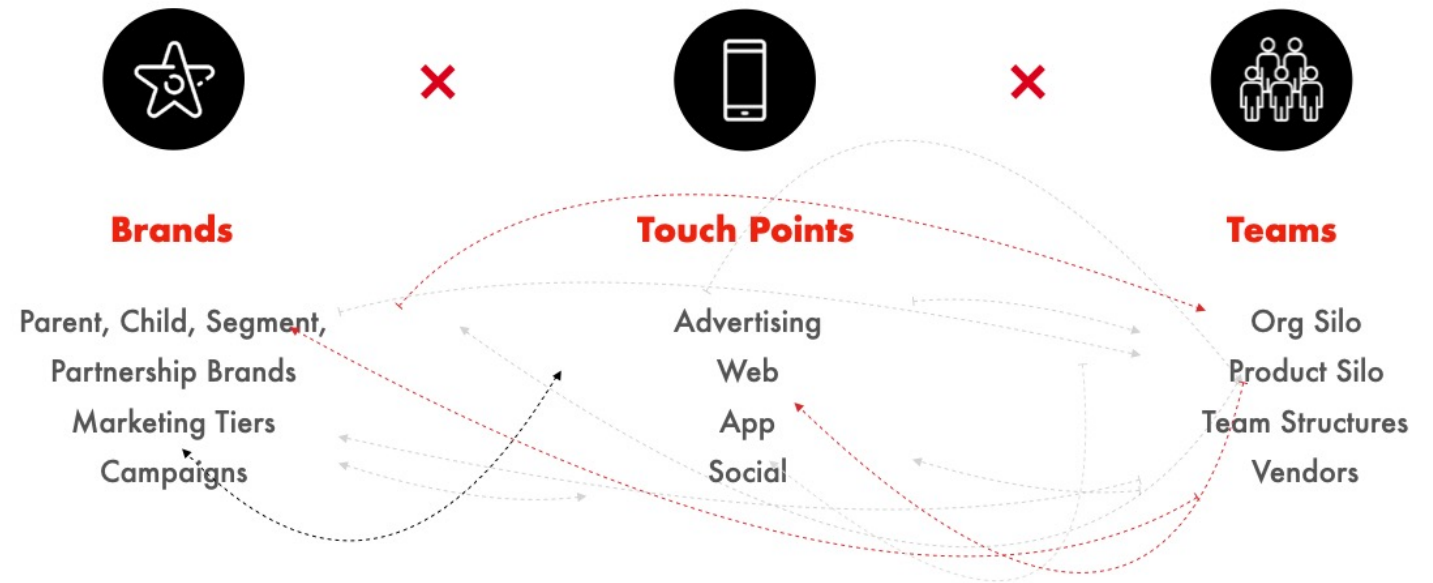 Brands
Touch Points
Teams
Parent, Child, Segment,
Partnership Brands
Marketing Tiers
Campaigns
Advertising
Web
App
Social
Org Silo
Product Silo
Team Structures
Vendors